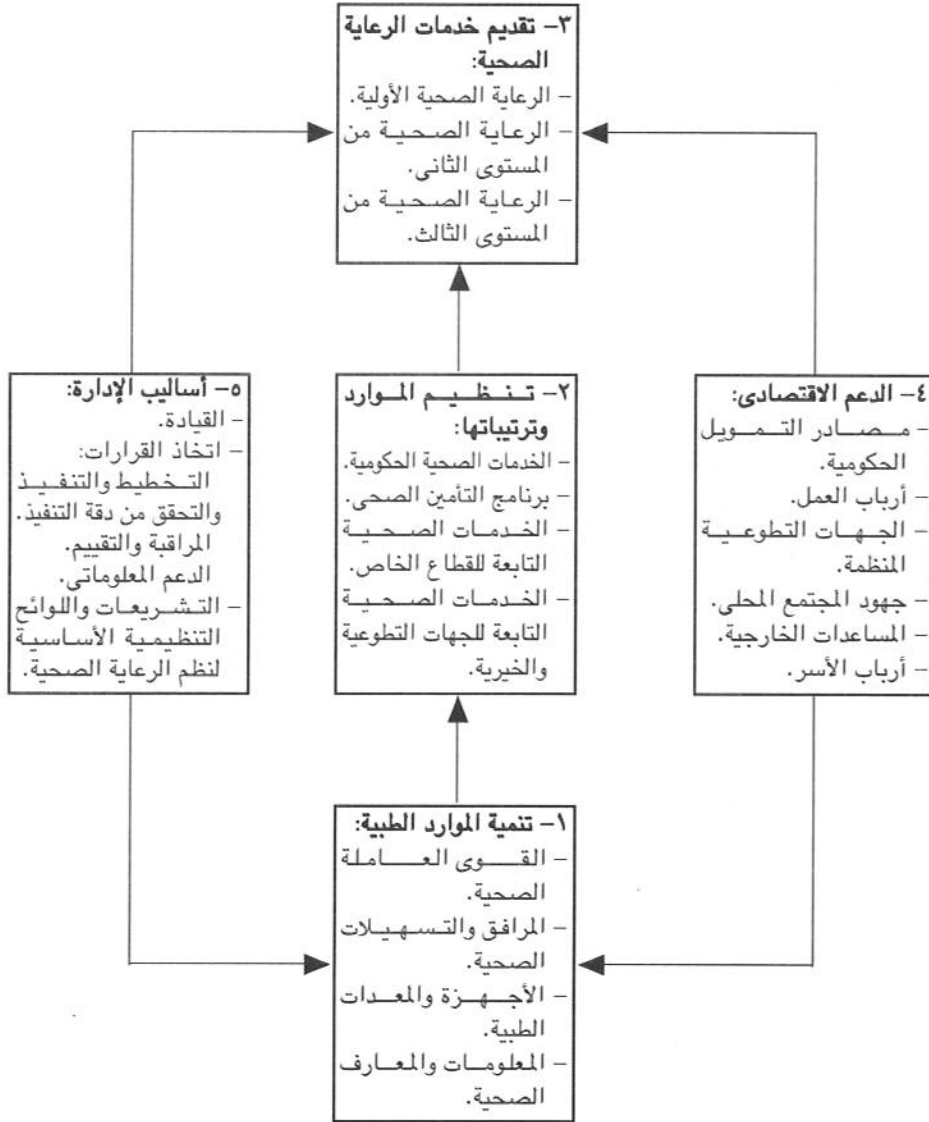 ٣- تقديم خدمات الرعاية
الصحية:
- الرعاية الصحية الأولية.
- الرعاية الصحية من
المستوى الثانى.
- الرعاية الصحية من
المستوى الثالث.
٤- الدعم الاقتصادى:
- مصادر التمويل
الحكومية.
- أرباب العمل.
- الجهات التطوعية
المنظمة.
- جهود المجتمع المحلى.
- المساعدات الخارجية.
- أرباب الأسر.
٢- تنظيم الموارد
وترتيباتها:
- الخدمات الصحية الحكومية.
- برنامج التأمين الصحى.
- الخدمات الصحية
التابعة للقطاع الخاص.
- الخدمات الصحية
التابعة للجهات التطوعية
والخيرية.
٥- أساليب الإدارة:
- القيادة.
- اتخاذ القرارات:
التخطيط والتنفيذ
والتحقق من دقة التنفيذ.
المراقبة والتقييم.
الدعم المعلوماتى.
- التشريعات واللوائح
التنظيمية الأساسية
لنظم الرعاية الصحية.
١- تنمية الموارد الطبية:
- القوى العاملة
الصحية.
- المرافق والتسهيلات
الصحية.
- الأجهزة والمعدات
الطبية.
- المعلومات والمعارف
الصحية.